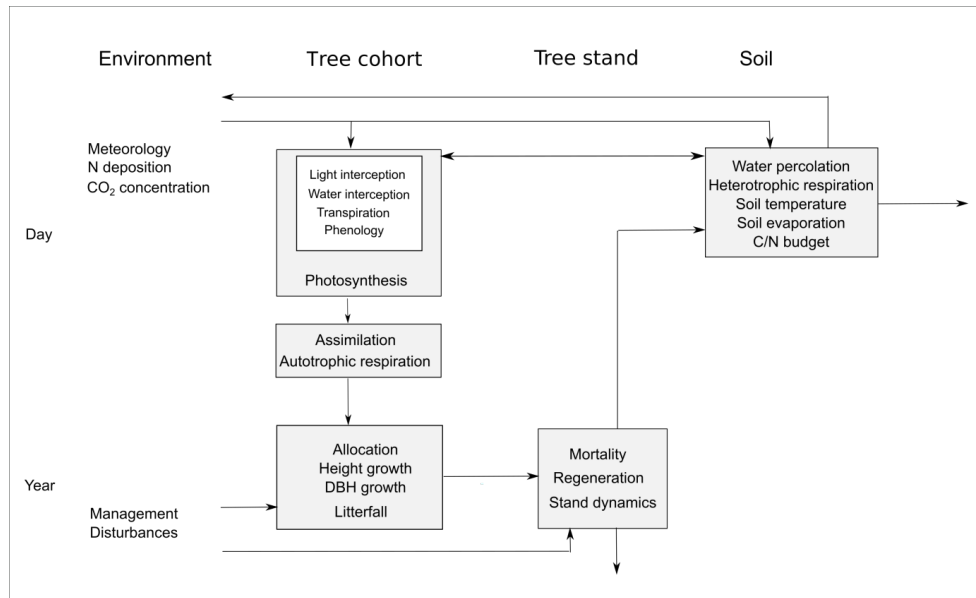 Environment
Tree cohort
Tree stand
Soil
Meteorology
N deposition
CO₂ concentration
Light interception
Water interception
Transpiration
Phenology
Photosynthesis
Water percolation
Heterotrophic respiration
Soil temperature
Soil evaporation
C/N budget
Day
Assimilation
Autotrophic respiration
Allocation
Height growth
DBH growth
Litterfall
Mortality
Regeneration
Stand dynamics
Year
Management
Disturbances